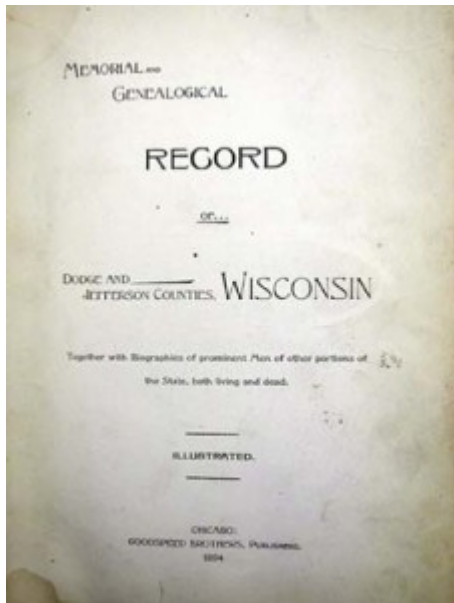 MEMORIAL AND
GENEALOGICAL
RECORD
OF...
DODGE AND
JEFFERSON COUNTIES, WISCONSIN
Together with Biographies of prominent Men of other portions of
the State, both living and dead.
ILLUSTRATED.
CHICAGO:
GOODSPEED BROTHERS, PUBLISHERS,
1894